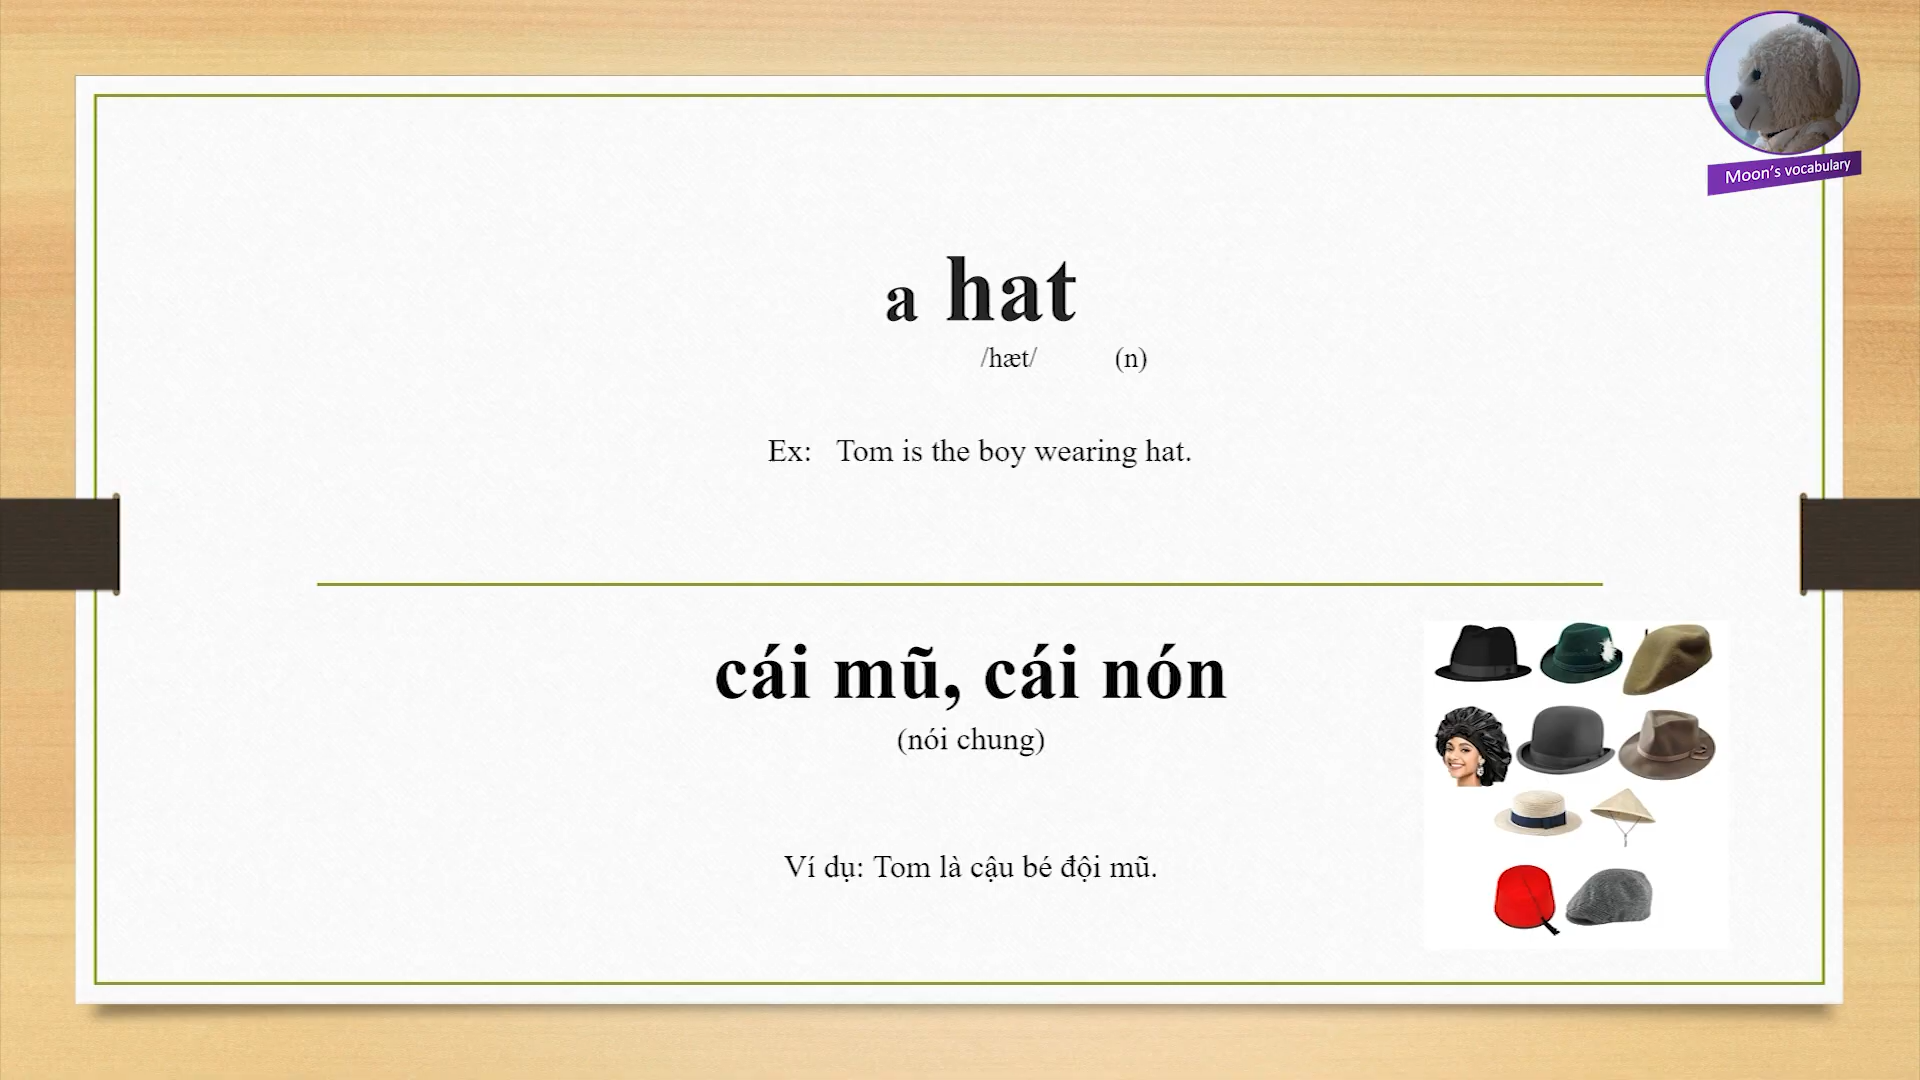 Moon's vocabulary
a hat
/hæt/ (n)
Ex: Tom is the boy wearing hat.
cái mũ, cái nón
(nói chung)
Ví dụ: Tom là cậu bé đội mũ.